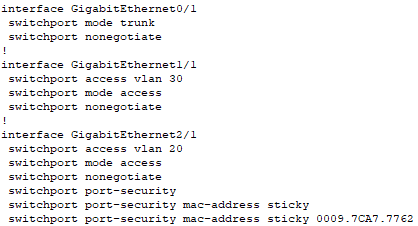 interface GigabitEthernet0/1
 switchport mode trunk
 switchport nonegotiate
!
interface GigabitEthernet1/1
 switchport access vlan 30
 switchport mode access
 switchport nonegotiate
!
interface GigabitEthernet2/1
 switchport access vlan 20
 switchport mode access
 switchport nonegotiate
 switchport port-security
 switchport port-security mac-address sticky
 switchport port-security mac-address sticky 0009.7CA7.7762